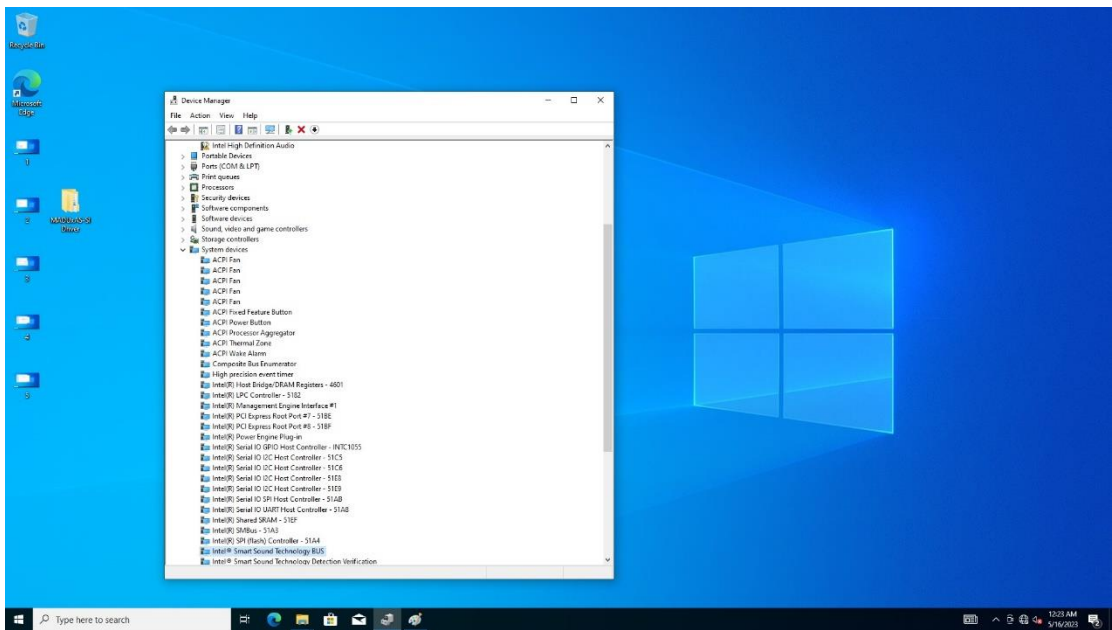 Recycle Bin
Microsoft
Edge
1
2
Driver
3
4
5
Device Manager
File Action View Help
Intel High Definition Audio
Portable Devices
Ports (COM & LPT)
Print queues
Processors
Security devices
Software components
Software devices
Sound, video and game controllers
Storage controllers
System devices
ACPI Fan
ACPI Fan
ACPI Fan
ACPI Fan
ACPI Fan
ACPI Fixed Feature Button
ACPI Power Button
ACPI Processor Aggregator
ACPI Thermal Zone
ACPI Wake Alarm
Composite Bus Enumerator
High precision event timer
Intel(R) Host Bridge/DRAM Registers - 4601
Intel(R) LPC Controller - 5182
Intel(R) Management Engine Interface #1
Intel(R) PCI Express Root Port #7 - 51BE
Intel(R) PCI Express Root Port #8 - 51BF
Intel(R) Power Engine Plug-in
Intel(R) Serial IO GPIO Host Controller - INTC1055
Intel(R) Serial IO I2C Host Controller - 51C5
Intel(R) Serial IO I2C Host Controller - 51C6
Intel(R) Serial IO I2C Host Controller - 51E8
Intel(R) Serial IO I2C Host Controller - 51E9
Intel(R) Serial IO SPI Host Controller - 51AB
Intel(R) Serial IO UART Host Controller - 51A8
Intel(R) Shared SRAM - 51EF
Intel(R) SMBus - 51A3
Intel(R) SPI (flash) Controller - 51A4
Intel® Smart Sound Technology BUS
Intel® Smart Sound Technology Detection Verification
Type here to search
12:23 AM
5/16/2023
2